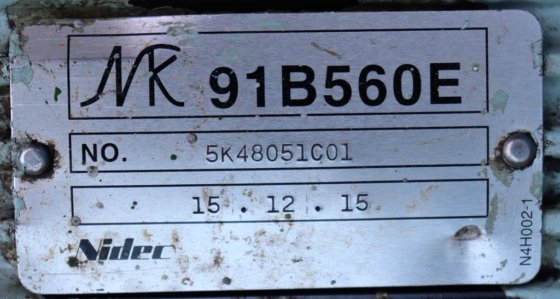 NK 91B560E
NO. 5K48051C01
15 . 12 . 15
Nidec
N4H002-1